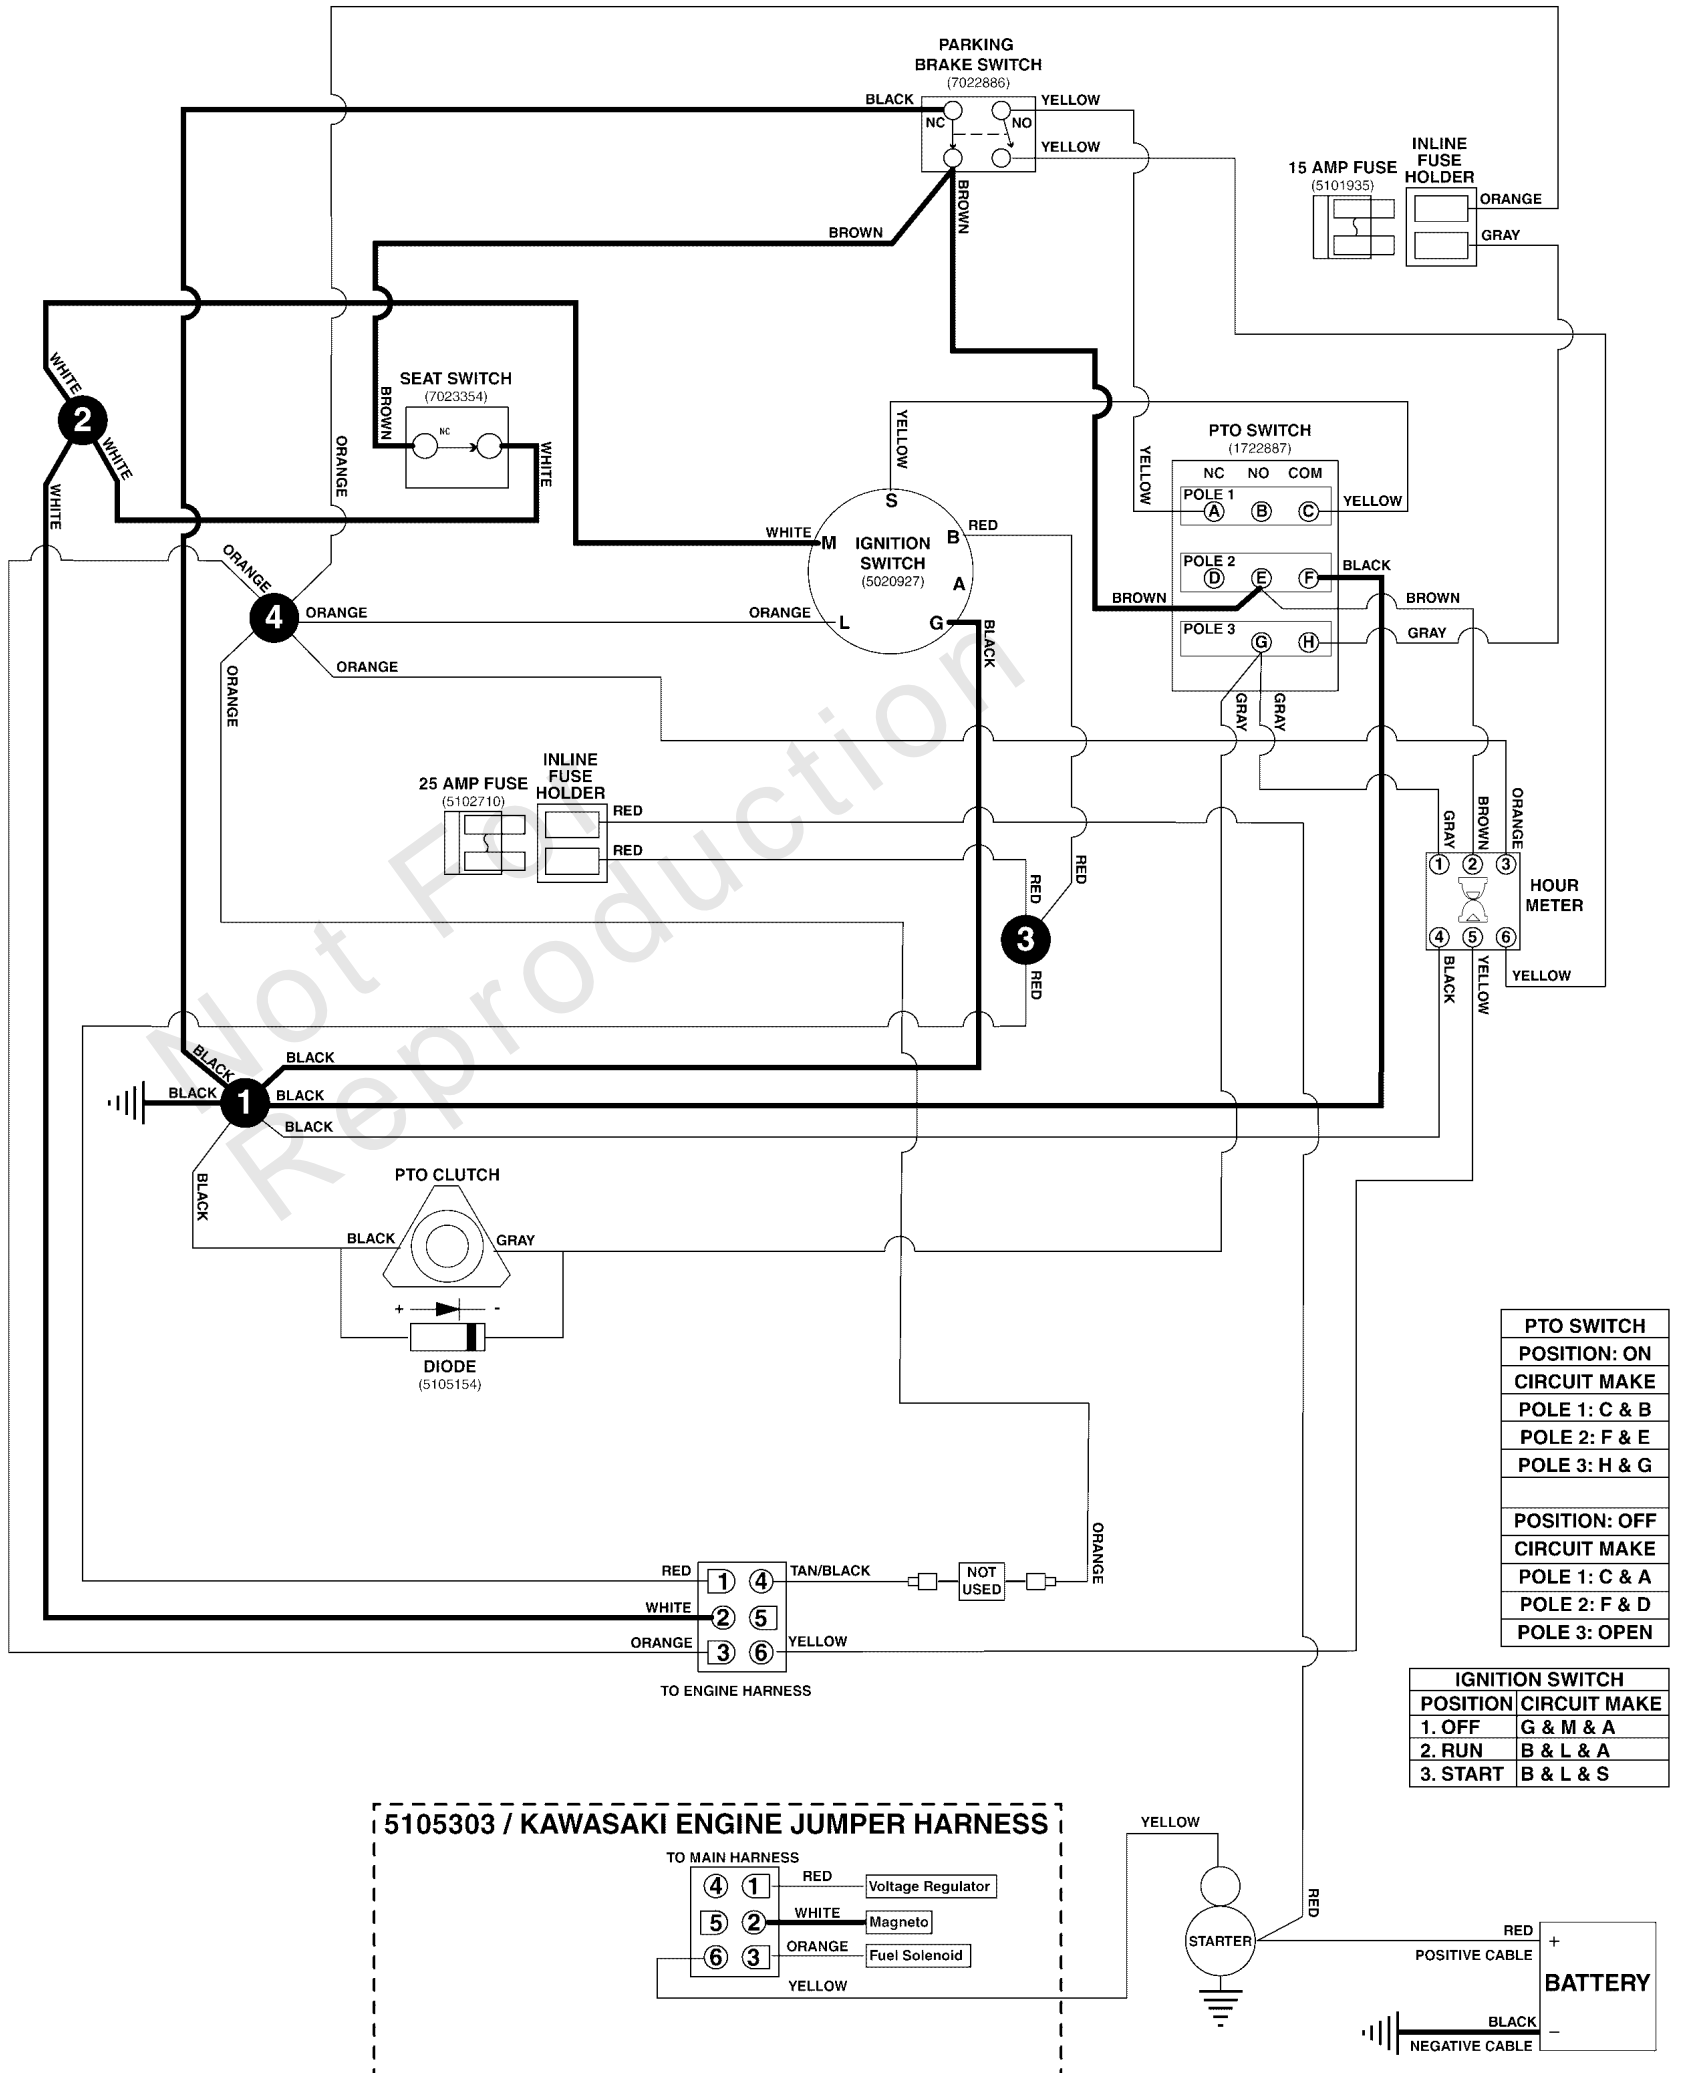 PARKING
BRAKE SWITCH
(7022886)
BLACK
YELLOW
NC
NO
YELLOW
BROWN
BROWN
15 AMP FUSE
(5101935)
INLINE
FUSE
HOLDER
ORANGE
GRAY
WHITE
2
WHITE
WHITE
SEAT SWITCH
(7023354)
NC
BROWN
WHITE
ORANGE
YELLOW
S
B
RED
WHITE
M
IGNITION
SWITCH
(5020927)
A
L
G
BLACK
YELLOW
PTO SWITCH
(1722887)
NC NO COM
POLE 1
A B C
YELLOW
POLE 2
D E F
BLACK
BROWN
BROWN
POLE 3
G H
GRAY
GRAY
GRAY
ORANGE
4
ORANGE
ORANGE
ORANGE
ORANGE
25 AMP FUSE
(5102710)
INLINE
FUSE
HOLDER
RED
RED
RED
RED
3
RED
GRAY
BROWN
ORANGE
1 2 3
HOUR
METER
4 5 6
BLACK
YELLOW
YELLOW
Not For
Reproduction
BLACK
BLACK
BLACK
1
BLACK
BLACK
BLACK
PTO CLUTCH
BLACK
GRAY
+ -
DIODE
(5105154)
PTO SWITCH
POSITION: ON
CIRCUIT MAKE
POLE 1: C & B
POLE 2: F & E
POLE 3: H & G
POSITION: OFF
CIRCUIT MAKE
POLE 1: C & A
POLE 2: F & D
POLE 3: OPEN
ORANGE
RED
1 4
TAN/BLACK
NOT
USED
WHITE
2 5
ORANGE
3 6
YELLOW
TO ENGINE HARNESS
IGNITION SWITCH
POSITION CIRCUIT MAKE
1. OFF G & M & A
2. RUN B & L & A
3. START B & L & S
5105303 / KAWASAKI ENGINE JUMPER HARNESS
TO MAIN HARNESS
4 1
RED
Voltage Regulator
5 2
WHITE
Magneto
6 3
ORANGE
Fuel Solenoid
YELLOW
YELLOW
STARTER
RED
RED
POSITIVE CABLE
+
BATTERY
BLACK
NEGATIVE CABLE
–